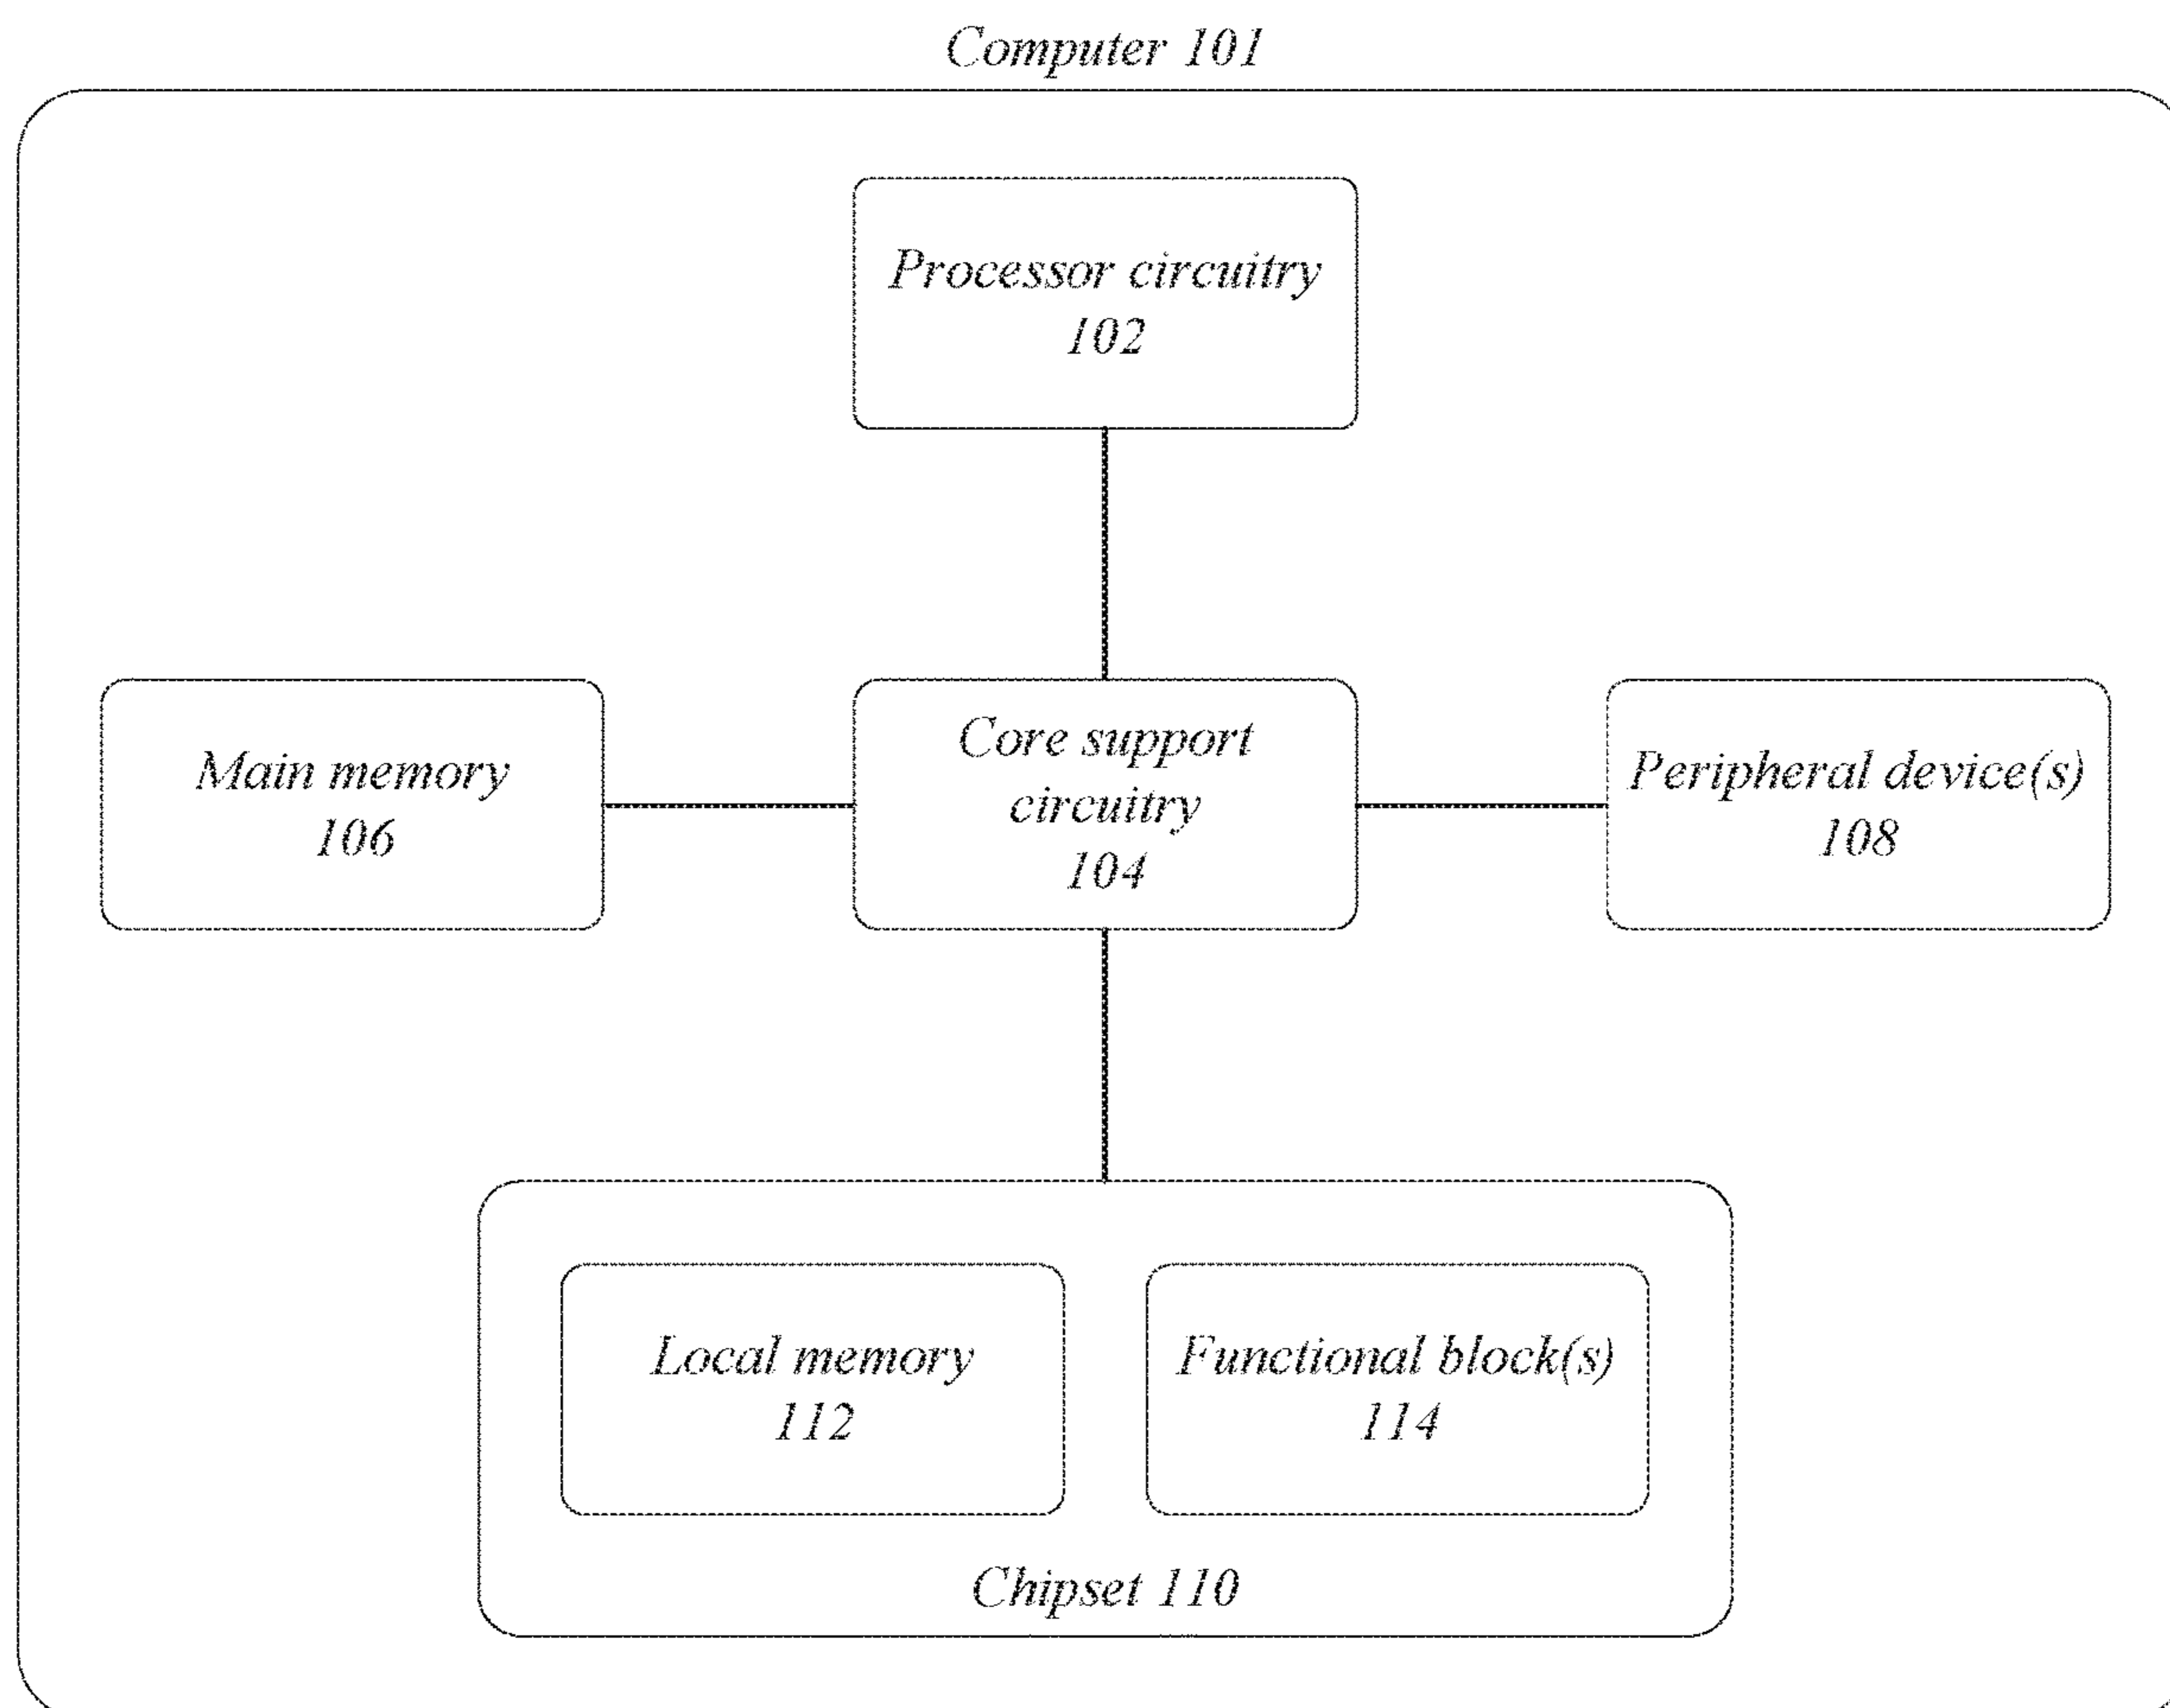 Computer 101
Processor circuitry
102
Main memory
106
Core support
circuitry
104
Peripheral device(s)
108
Local memory
112
Functional block(s)
114
Chipset 110